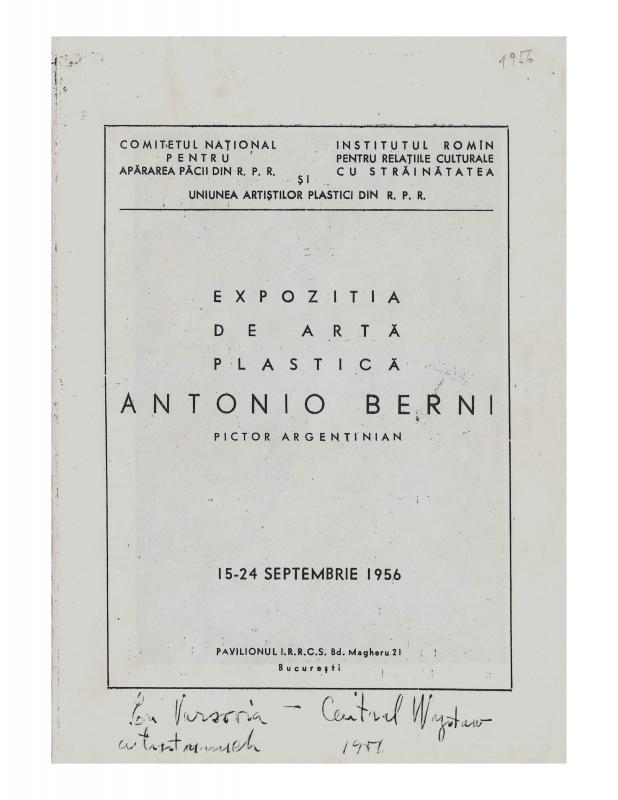 1956
COMITETUL NAȚIONAL
PENTRU
APĂRAREA PĂCII DIN R. P. R.
INSTITUTUL ROMÎN
PENTRU RELAȚIILE CULTURALE
CU STRĂINĂTATEA
ȘI
UNIUNEA ARTIȘTILOR PLASTICI DIN R. P. R.
EXPOZITIA
DE ARTĂ
PLASTICĂ
ANTONIO BERNI
PICTOR ARGENTINIAN
15-24 SEPTEMBRIE 1956
PAVILIONUL I.R.R.C.S. Bd. Magheru 21
București
En Varsovia – Central Wystaw